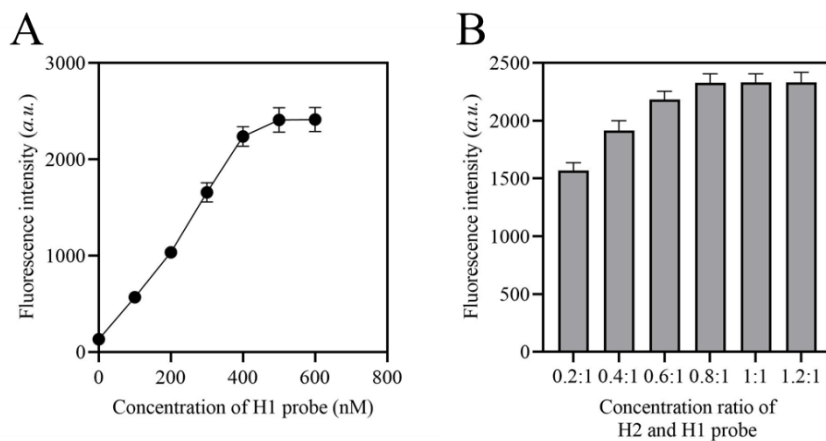 A
Fluorescence intensity (a.u.)
3000
2000
1000
0
0 200 400 600 800
Concentration of H1 probe (nM)
B
Fluorescence intensity (a.u.)
2500
2000
1500
1000
500
0
0.2:1 0.4:1 0.6:1 0.8:1 1:1 1.2:1
Concentration ratio of
H2 and H1 probe